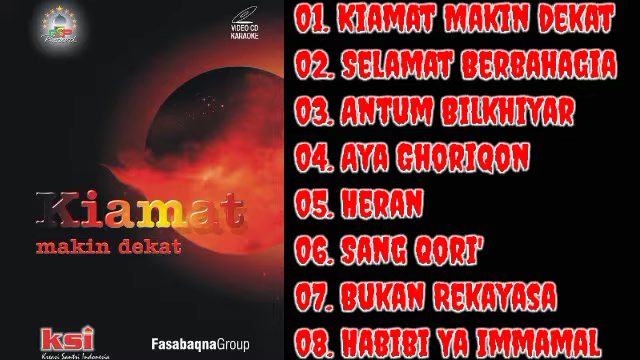 VIDEO CD
KARAOKE
Kiamat
makin dekat
ksi
Kreasi Santri Indonesia
FasabaqnaGroup
01. KIAMAT MAKIN DEKAT
02. SELAMAT BERBAHAGIA
03. ANTUM BILKHIYAR
04. AYA GHORIQON
05. HERAN
06. SANG QORI'
07. BUKAN REKAYASA
08. HABIBI YA IMMAMAL